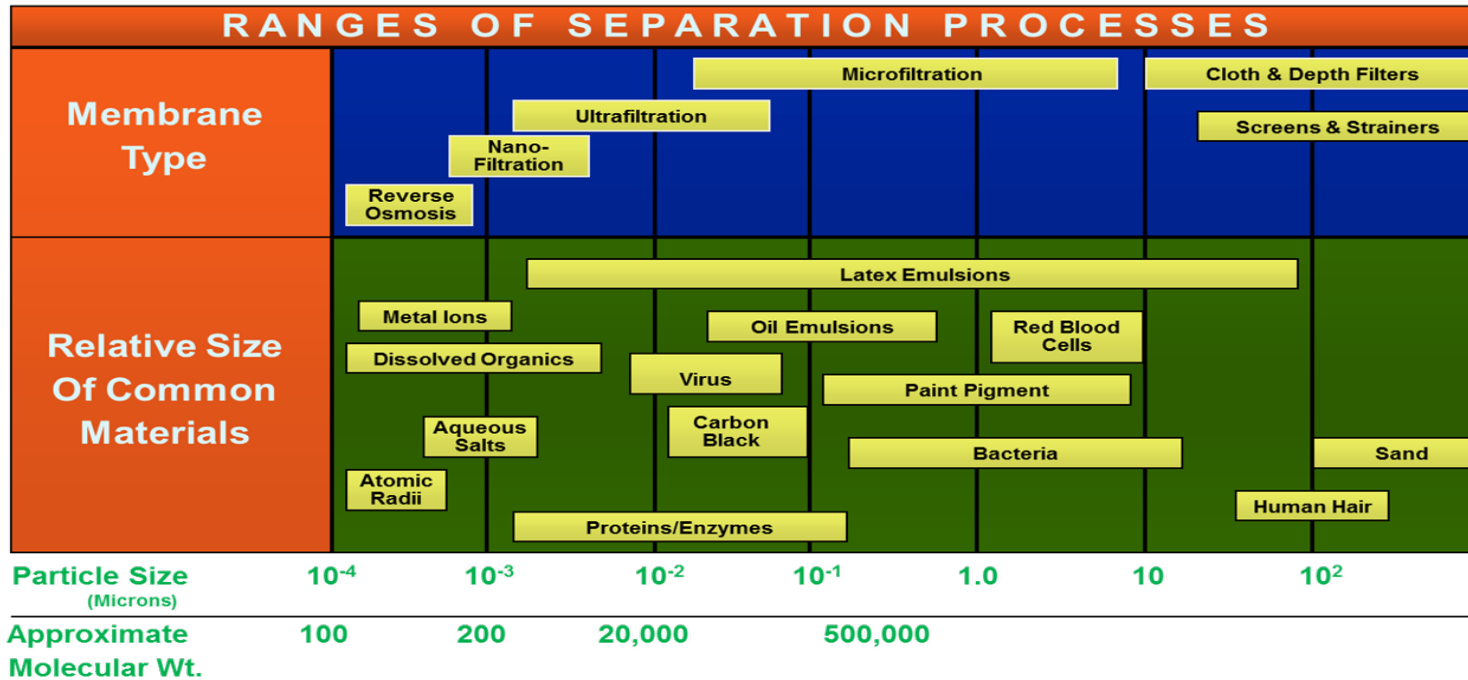 RANGES OF SEPARATION PROCESSES
Membrane
Type
Microfiltration
Cloth & Depth Filters
Ultrafiltration
Screens & Strainers
Nano-
Filtration
Reverse
Osmosis
Relative Size
Of Common
Materials
Latex Emulsions
Metal Ions
Oil Emulsions
Red Blood
Cells
Dissolved Organics
Virus
Paint Pigment
Aqueous
Salts
Carbon
Black
Bacteria
Sand
Atomic
Radii
Human Hair
Proteins/Enzymes
Particle Size 10⁻⁴ 10⁻³ 10⁻² 10⁻¹ 1.0 10 10²
(Microns)
Approximate 100 200 20,000 500,000
Molecular Wt.